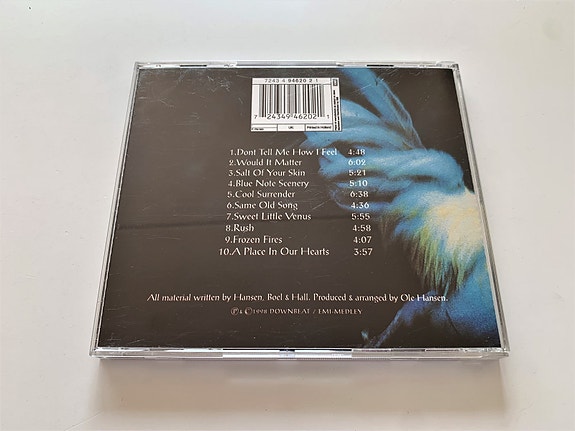 7243 4 94620 2 1
7 24349 46202 1
1.Dont Tell Me How I Feel 4:48
2.Would It Matter 6:02
3.Salt Of Your Skin 5:21
4.Blue Note Scenery 5:10
5.Cool Surrender 6:38
6.Same Old Song 4:36
7.Sweet Little Venus 5:55
8.Rush 4:58
9.Frozen Fires 4:07
10.A Place In Our Hearts 3:57
All material written by Hansen, Boel & Hall. Produced & arranged by Ole Hansen.
℗ & ©1998 DOWNBEAT / EMI-MEDLEY